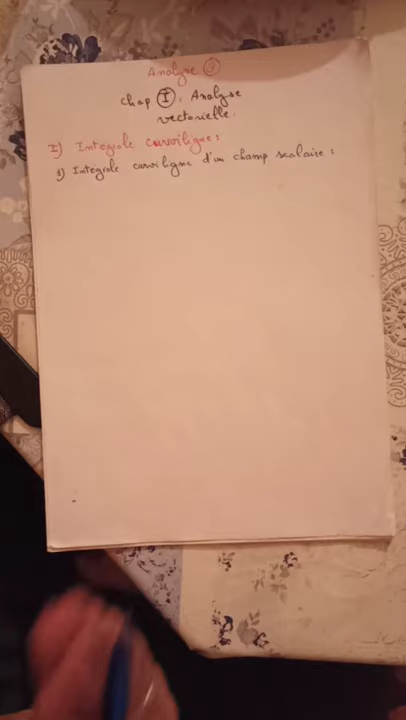 Analyse ③
Chap Ⓘ. Analyse
vectorielle.
I) Integrale curviligne :
1) Integrale curviligne d'un champ scalaire :